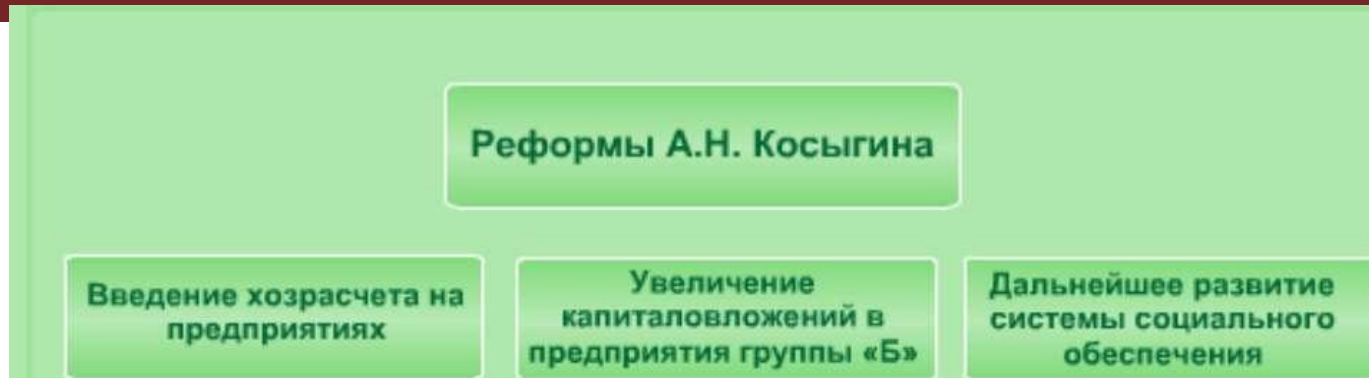 Реформы А.Н. Косыгина
Введение хозрасчета на
предприятиях
Увеличение
капиталовложений в
предприятия группы «Б»
Дальнейшее развитие
системы социального
обеспечения